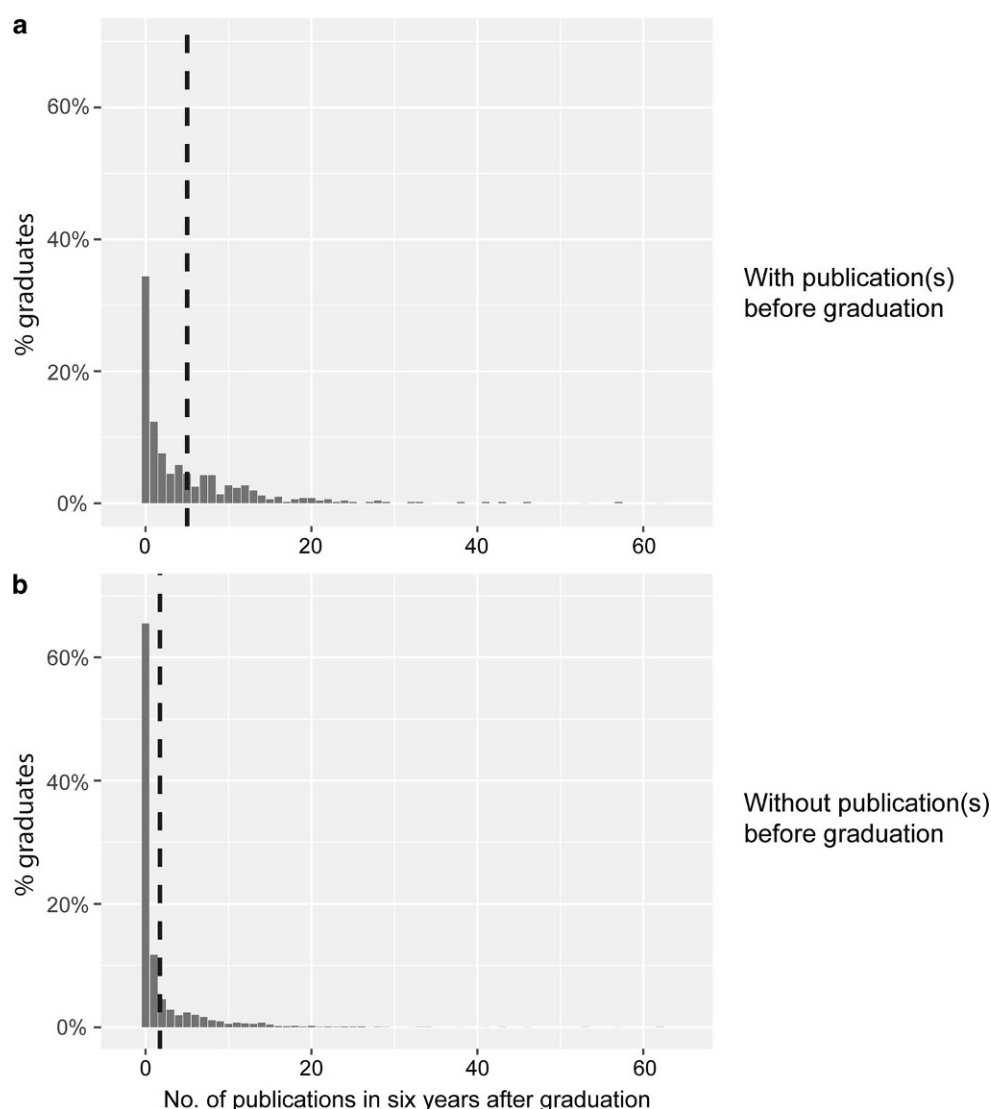 a
60%
40%
20%
0%
% graduates
0 20 40 60
With publication(s)
before graduation
b
60%
40%
20%
0%
% graduates
0 20 40 60
No. of publications in six years after graduation
Without publication(s)
before graduation